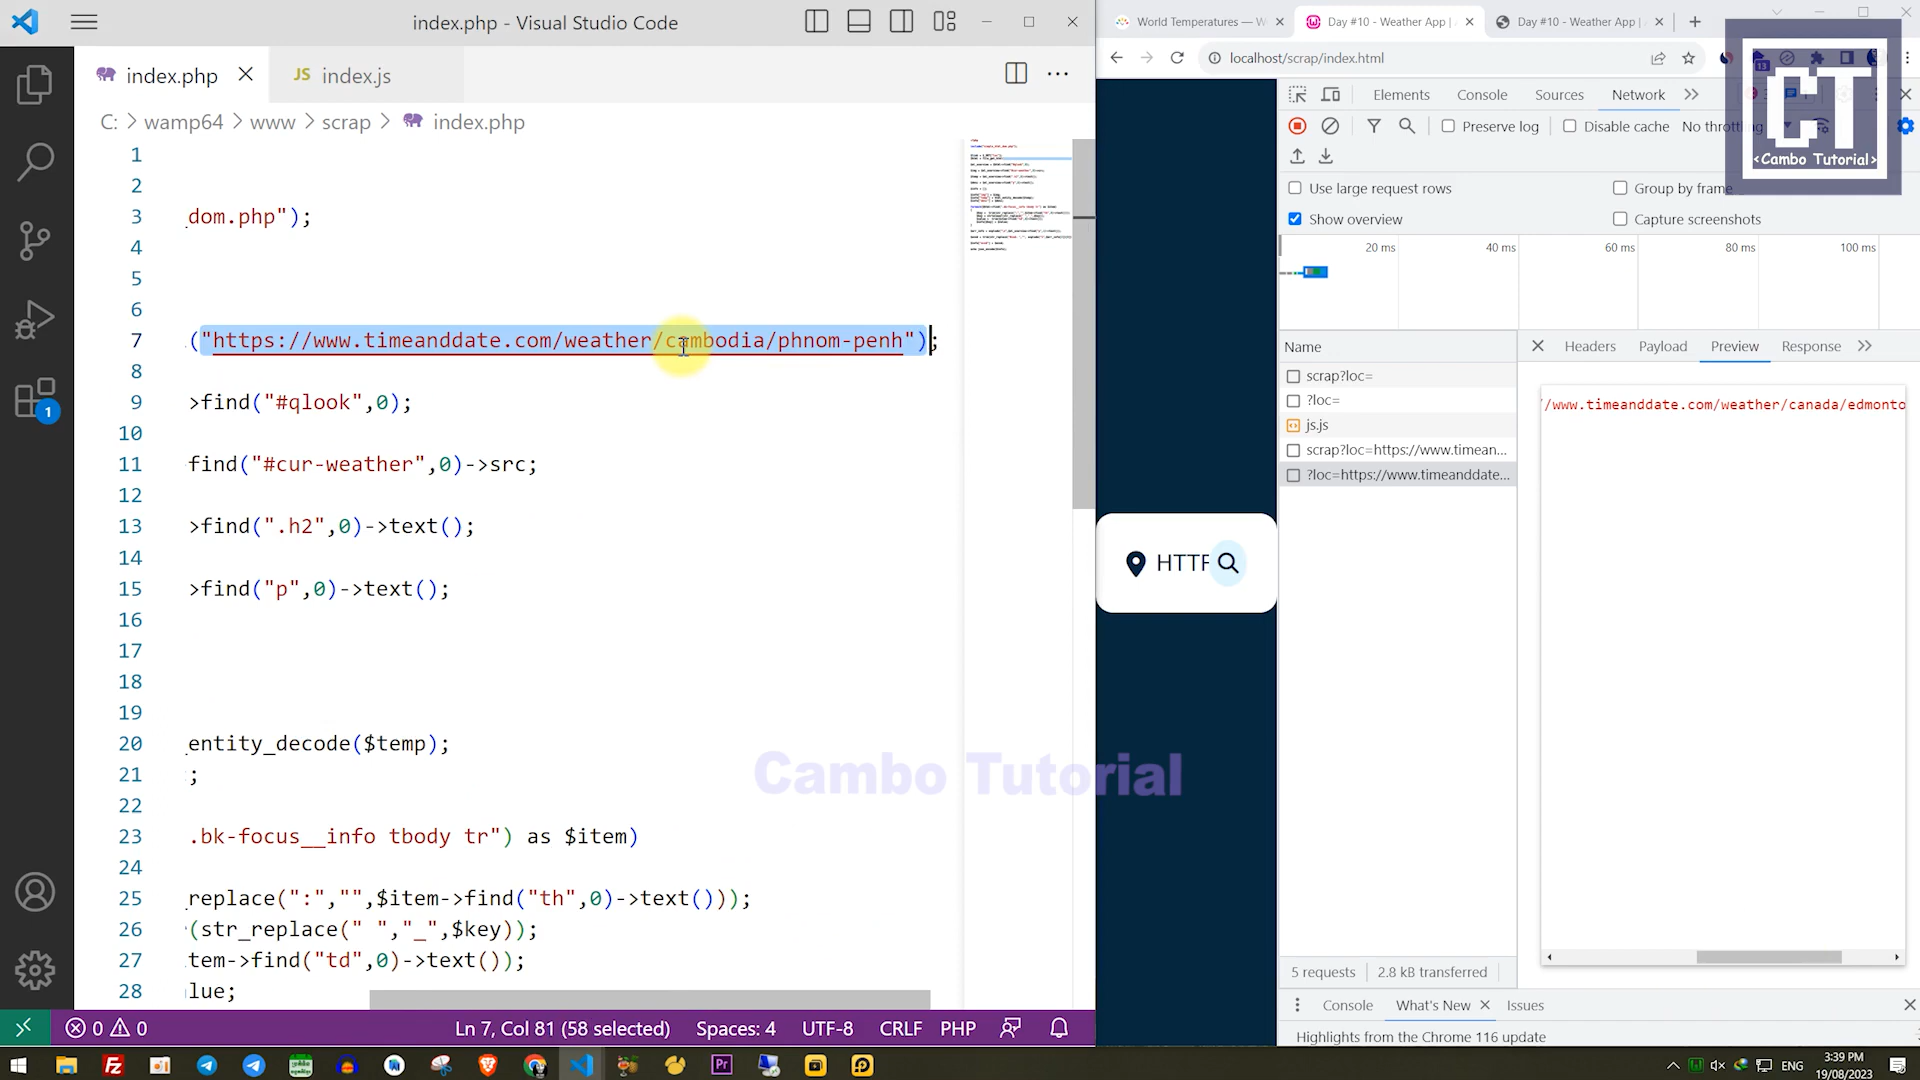 index.php - Visual Studio Code
index.php
JS index.js
C: > wamp64 > www > scrap > index.php
1
2
3 _dom.php");
4
5
6
7 ("https://www.timeanddate.com/weather/cambodia/phnom-penh");
8
9 >find("#qlook",0);
10
11 find("#cur-weather",0)->src;
12
13 >find(".h2",0)->text();
14
15 >find("p",0)->text();
16
17
18
19
20 _entity_decode($temp);
21 ;
22
23 .bk-focus__info tbody tr") as $item)
24
25 replace(":","",$item->find("th",0)->text()));
26 (str_replace(" ","_",$key));
27 tem->find("td",0)->text());
28 lue;
1
0 0
Ln 7, Col 81 (58 selected)
Spaces: 4
UTF-8
CRLF
PHP
World Temperatures — W
Day #10 - Weather App |
Day #10 - Weather App |
localhost/scrap/index.html
13
CT
<Cambo Tutorial>
Elements
Console
Sources
Network
Preserve log
Disable cache
No throttling
Use large request rows
Group by frame
Show overview
Capture screenshots
20 ms
40 ms
60 ms
80 ms
100 ms
Name
Headers
Payload
Preview
Response
scrap?loc=
?loc=
js.js
scrap?loc=https://www.timean...
?loc=https://www.timeanddate...
/www.timeanddate.com/weather/canada/edmonto
HTTP
Cambo Tutorial
5 requests
2.8 kB transferred
Console
What's New
Issues
Highlights from the Chrome 116 update
ENG
3:39 PM
19/08/2023